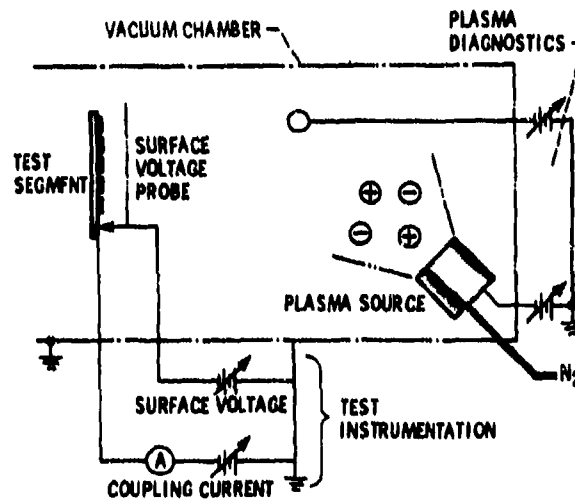 VACUUM CHAMBER
PLASMA
DIAGNOSTICS
TEST
SEGMENT
SURFACE
VOLTAGE
PROBE
+
-
-
+
PLASMA SOURCE
N2
SURFACE VOLTAGE
TEST
INSTRUMENTATION
A
COUPLING CURRENT